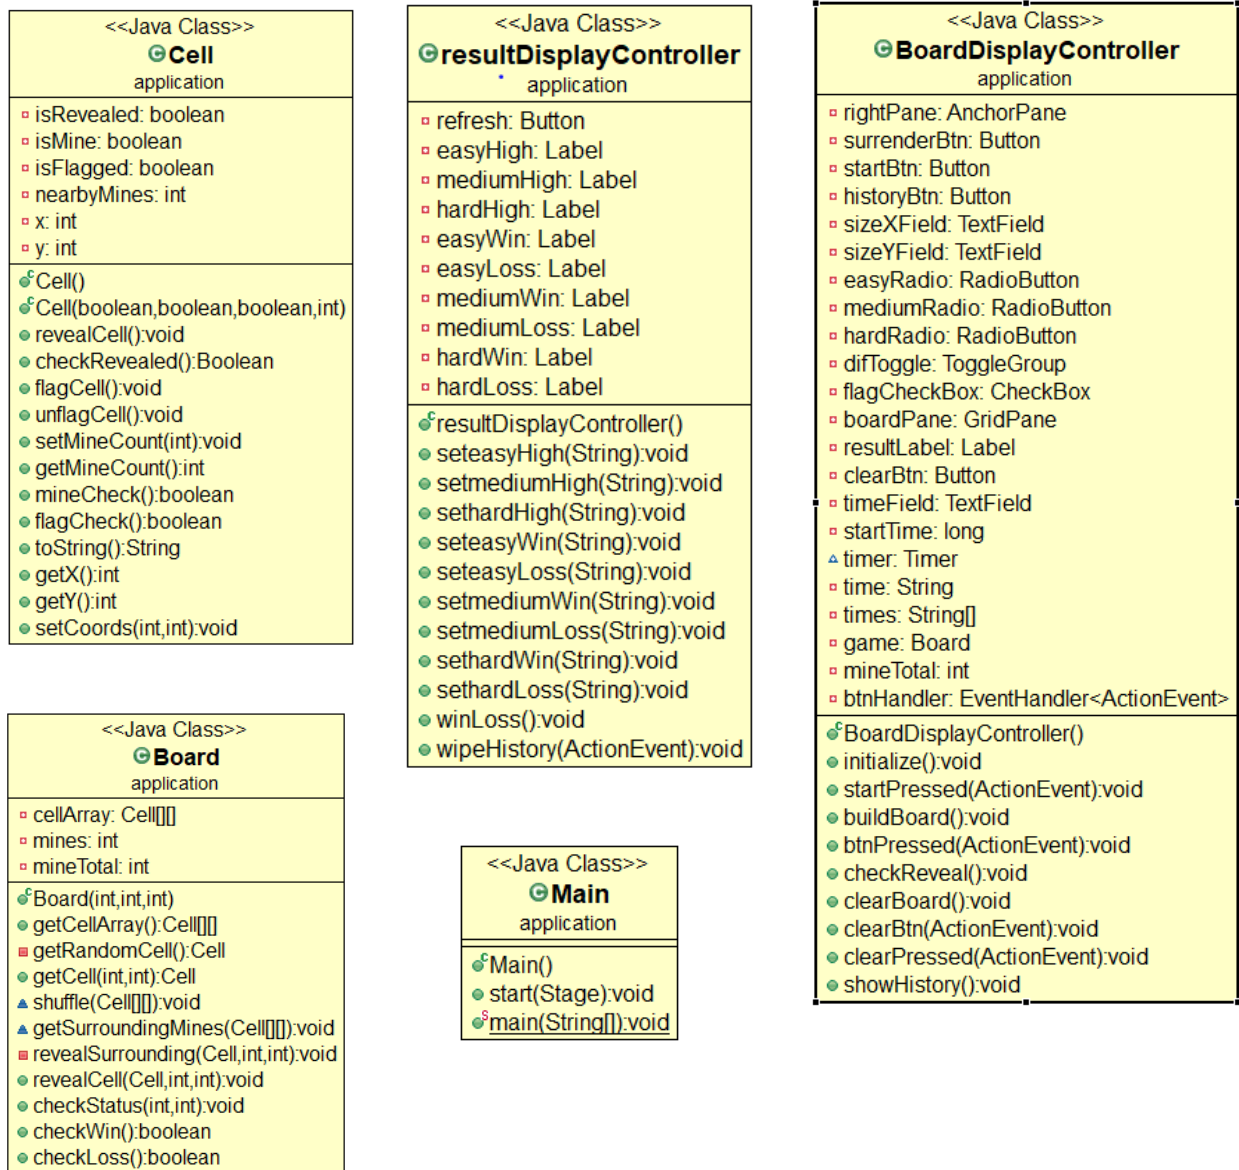 <<Java Class>>
Cell
application
isRevealed: boolean
isMine: boolean
isFlagged: boolean
nearbyMines: int
x: int
y: int
Cell()
Cell(boolean,boolean,boolean,int)
revealCell():void
checkRevealed():Boolean
flagCell():void
unflagCell():void
setMineCount(int):void
getMineCount():int
mineCheck():boolean
flagCheck():boolean
toString():String
getX():int
getY():int
setCoords(int,int):void
<<Java Class>>
Board
application
cellArray: Cell[][]
mines: int
mineTotal: int
Board(int,int,int)
getCellArray():Cell[][]
getRandomCell():Cell
getCell(int,int):Cell
shuffle(Cell[][]):void
getSurroundingMines(Cell[][]):void
revealSurrounding(Cell,int,int):void
revealCell(Cell,int,int):void
checkStatus(int,int):void
checkWin():boolean
checkLoss():boolean
<<Java Class>>
resultDisplayController
application
refresh: Button
easyHigh: Label
mediumHigh: Label
hardHigh: Label
easyWin: Label
easyLoss: Label
mediumWin: Label
mediumLoss: Label
hardWin: Label
hardLoss: Label
resultDisplayController()
seteasyHigh(String):void
setmediumHigh(String):void
sethardHigh(String):void
seteasyWin(String):void
seteasyLoss(String):void
setmediumWin(String):void
setmediumLoss(String):void
sethardWin(String):void
sethardLoss(String):void
winLoss():void
wipeHistory(ActionEvent):void
<<Java Class>>
Main
application
Main()
start(Stage):void
main(String[]):void
<<Java Class>>
BoardDisplayController
application
rightPane: AnchorPane
surrenderBtn: Button
startBtn: Button
historyBtn: Button
sizeXField: TextField
sizeYField: TextField
easyRadio: RadioButton
mediumRadio: RadioButton
hardRadio: RadioButton
difToggle: ToggleGroup
flagCheckBox: CheckBox
boardPane: GridPane
resultLabel: Label
clearBtn: Button
timeField: TextField
startTime: long
timer: Timer
time: String
times: String[]
game: Board
mineTotal: int
btnHandler: EventHandler<ActionEvent>
BoardDisplayController()
initialize():void
startPressed(ActionEvent):void
buildBoard():void
btnPressed(ActionEvent):void
checkReveal():void
clearBoard():void
clearBtn(ActionEvent):void
clearPressed(ActionEvent):void
showHistory():void